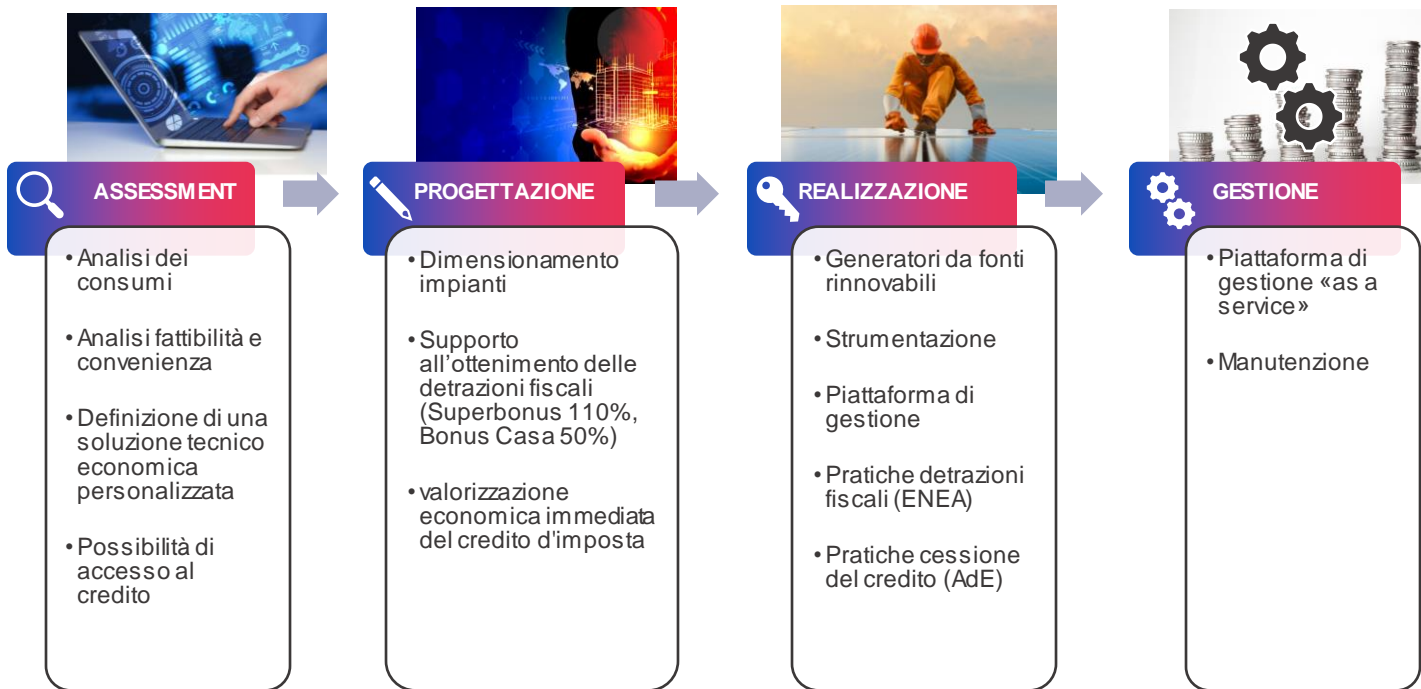 ASSESSMENT
• Analisi dei
consumi
• Analisi fattibilità e
convenienza
• Definizione di una
soluzione tecnico
economica
personalizzata
• Possibilità di
accesso al
credito
PROGETTAZIONE
• Dimensionamento
impianti
• Supporto
all'ottenimento delle
detrazioni fiscali
(Superbonus 110%,
Bonus Casa 50%)
• valorizzazione
economica immediata
del credito d'imposta
REALIZZAZIONE
• Generatori da fonti
rinnovabili
• Strumentazione
• Piattaforma di
gestione
• Pratiche detrazioni
fiscali (ENEA)
• Pratiche cessione
del credito (AdE)
GESTIONE
• Piattaforma di
gestione «as a
service»
• Manutenzione